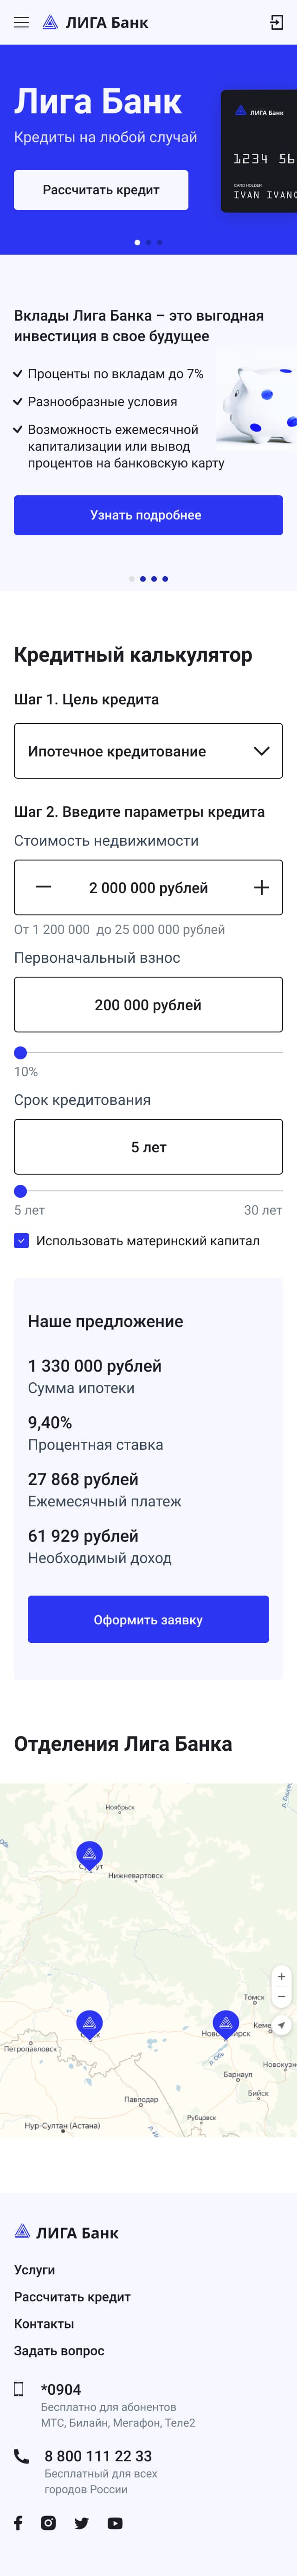 ЛИГА Банк
Лига Банк
Кредиты на любой случай
ЛИГА Банк
1234 56
CARD HOLDER
IVAN IVANO
Рассчитать кредит
Вклады Лига Банка – это выгодная
инвестиция в свое будущее
Проценты по вкладам до 7%
Разнообразные условия
Возможность ежемесячной
капитализации или вывод
процентов на банковскую карту
Узнать подробнее
Кредитный калькулятор
Шаг 1. Цель кредита
Ипотечное кредитование
Шаг 2. Введите параметры кредита
Стоимость недвижимости
2 000 000 рублей
От 1 200 000  до 25 000 000 рублей
Первоначальный взнос
200 000 рублей
10%
Срок кредитования
5 лет
5 лет 30 лет
Использовать материнский капитал
Наше предложение
1 330 000 рублей
Сумма ипотеки
9,40%
Процентная ставка
27 868 рублей
Ежемесячный платеж
61 929 рублей
Необходимый доход
Оформить заявку
Отделения Лига Банка
Ноябрьск
Нижневартовск
Томск
Кеме
Петропавловск
Новокузн
Барнаул
Бийск
Павлодар
Рубцовск
Нур-Султан (Астана)
ЛИГА Банк
Услуги
Рассчитать кредит
Контакты
Задать вопрос
*0904
Бесплатно для абонентов
МТС, Билайн, Мегафон, Теле2
8 800 111 22 33
Бесплатный для всех
городов России